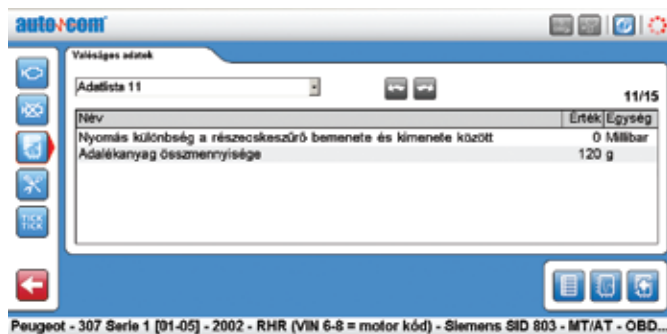 auto·com
Valóságos adatok
Adatlista 11
11/15
Név Érték Egység
Nyomás különbség a részecskeszűrő bemenete és kimenete között 0 Millibar
Adalékanyag összmennyisége 120 g
TICK
TICK
Peugeot - 307 Serie 1 [01-05] - 2002 - RHR (VIN 6-8 = motor kód) - Siemens SID 803 - MT/AT - OBD...